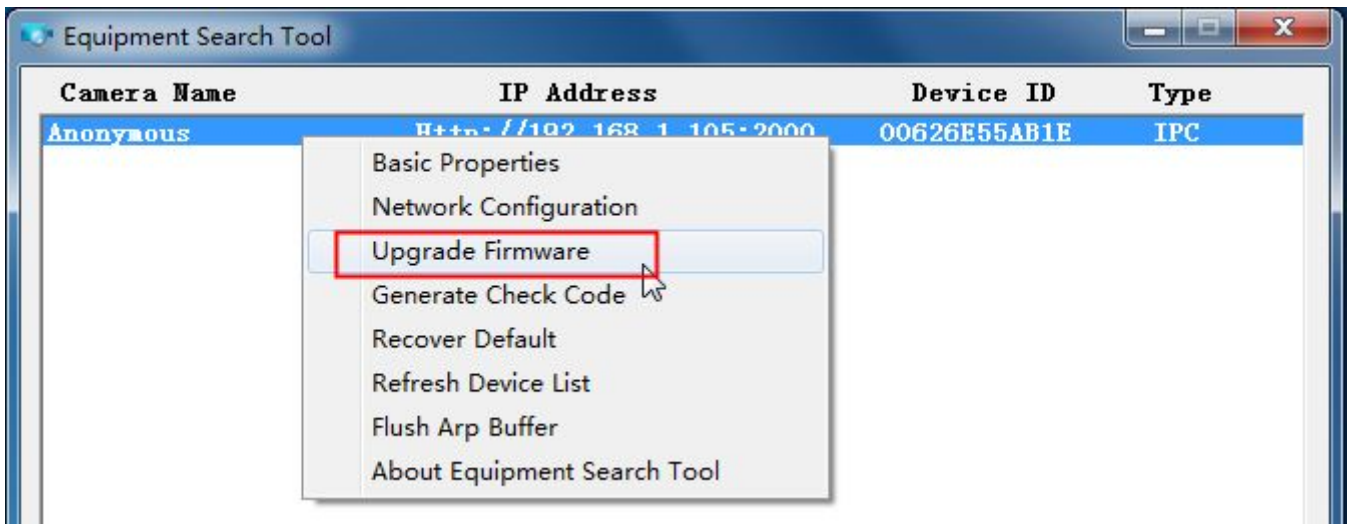 Equipment Search Tool
Camera Name IP Address Device ID Type
Anonymous Http://192.168.1.105:2000 00626E55AB1E IPC
Basic Properties
Network Configuration
Upgrade Firmware
Generate Check Code
Recover Default
Refresh Device List
Flush Arp Buffer
About Equipment Search Tool